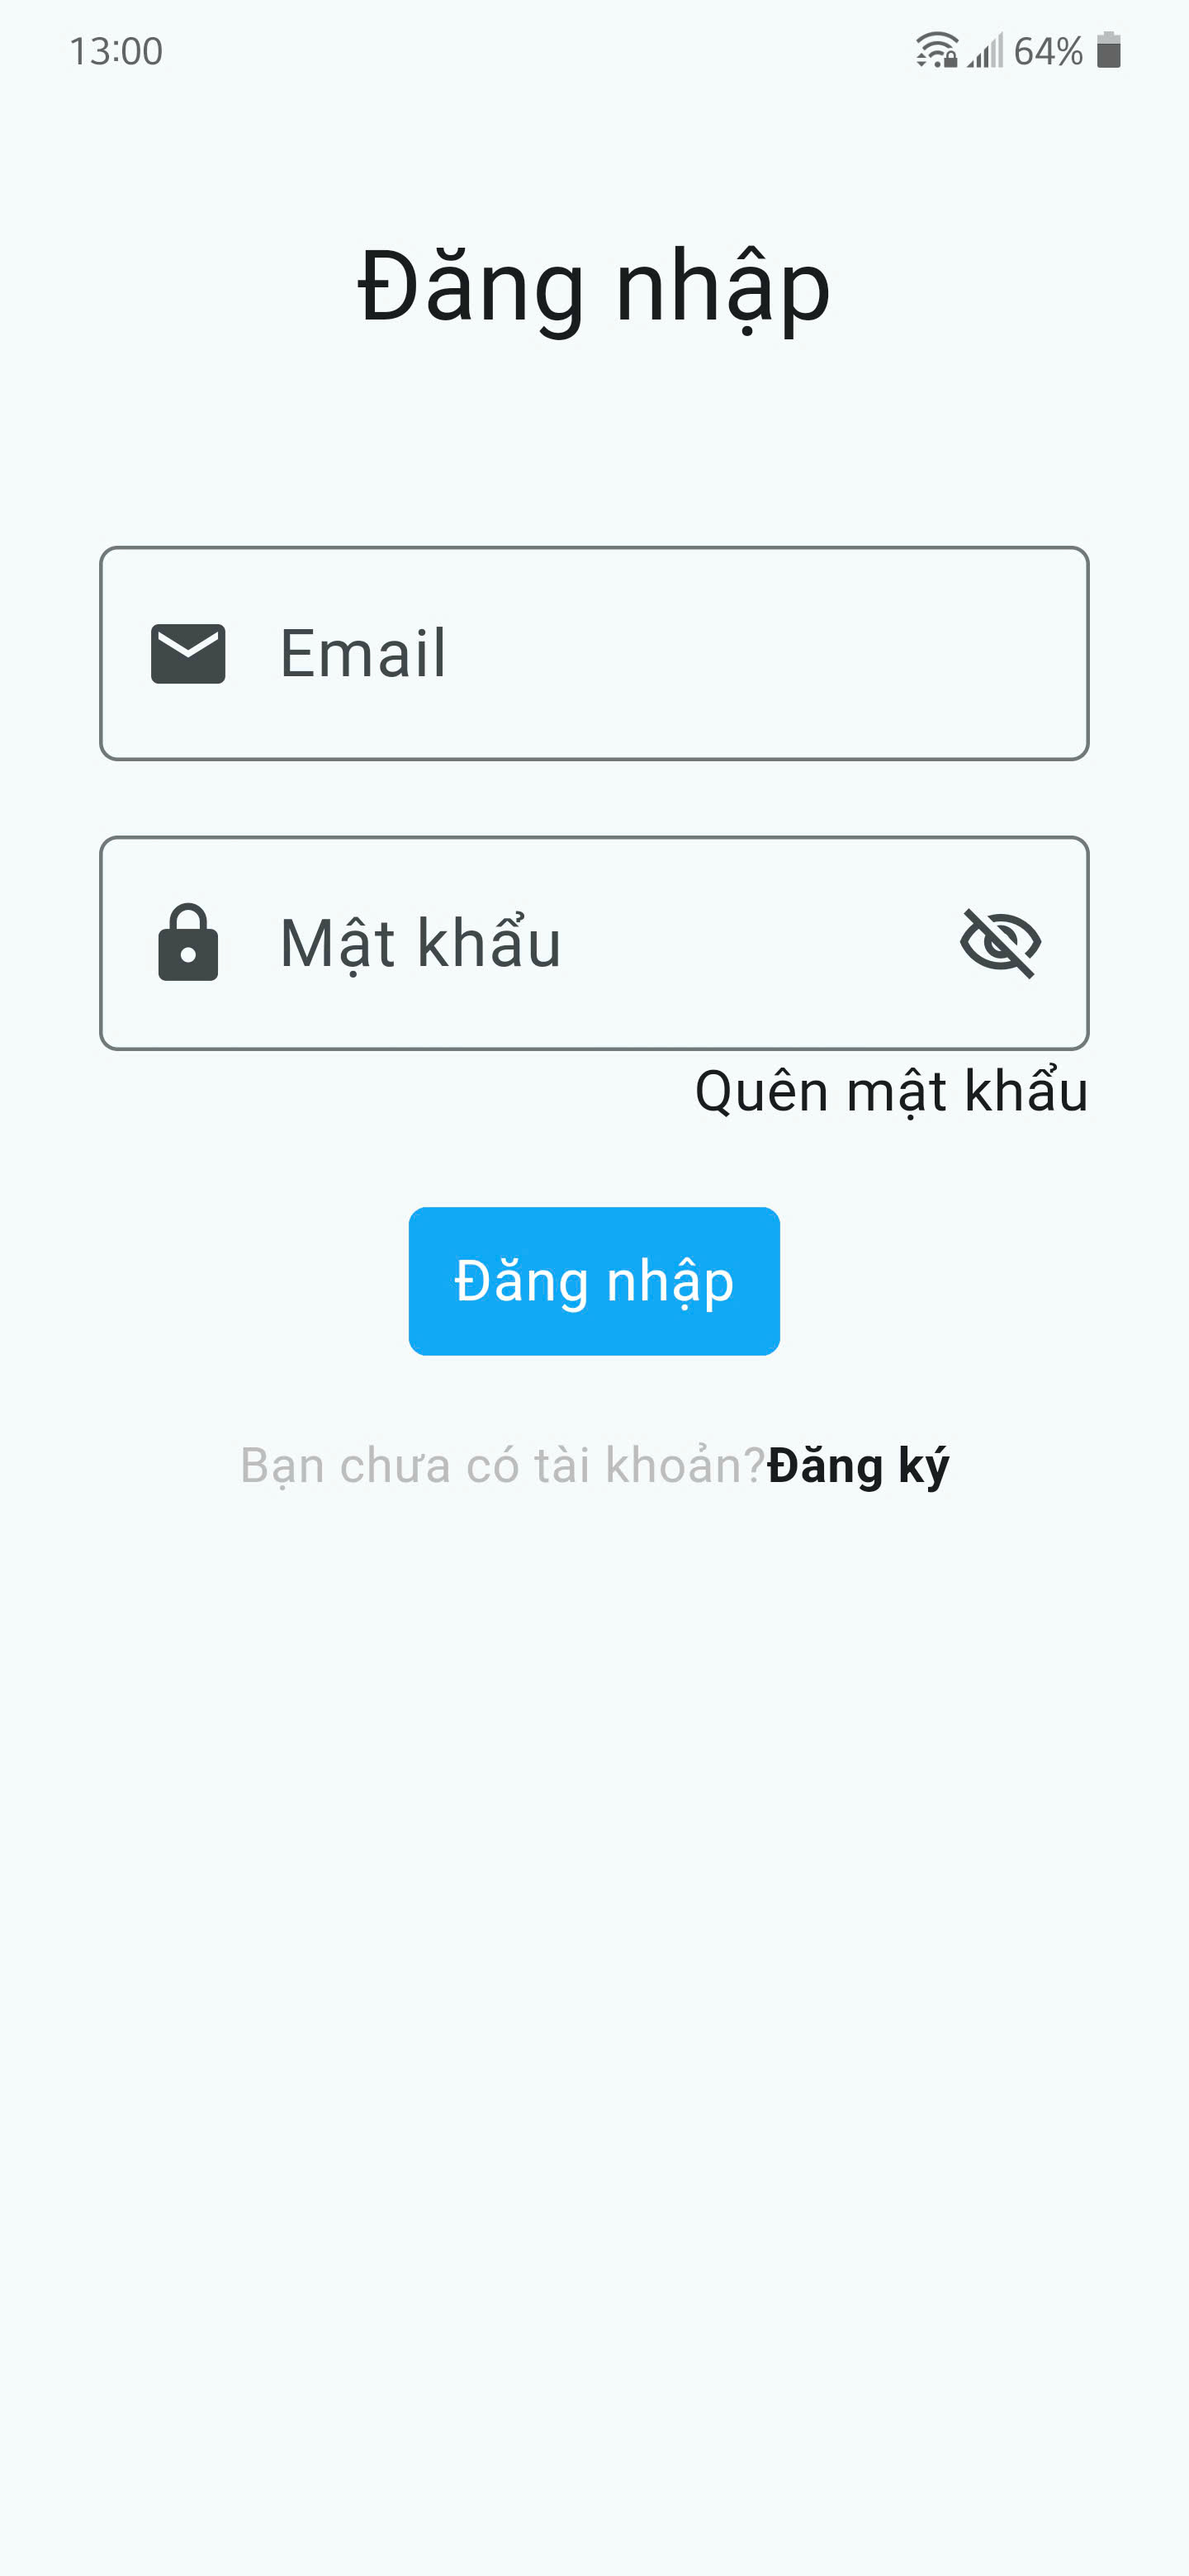 13:00 64%
Đăng nhập
Email
Mật khẩu
Quên mật khẩu
Đăng nhập
Bạn chưa có tài khoản?Đăng ký